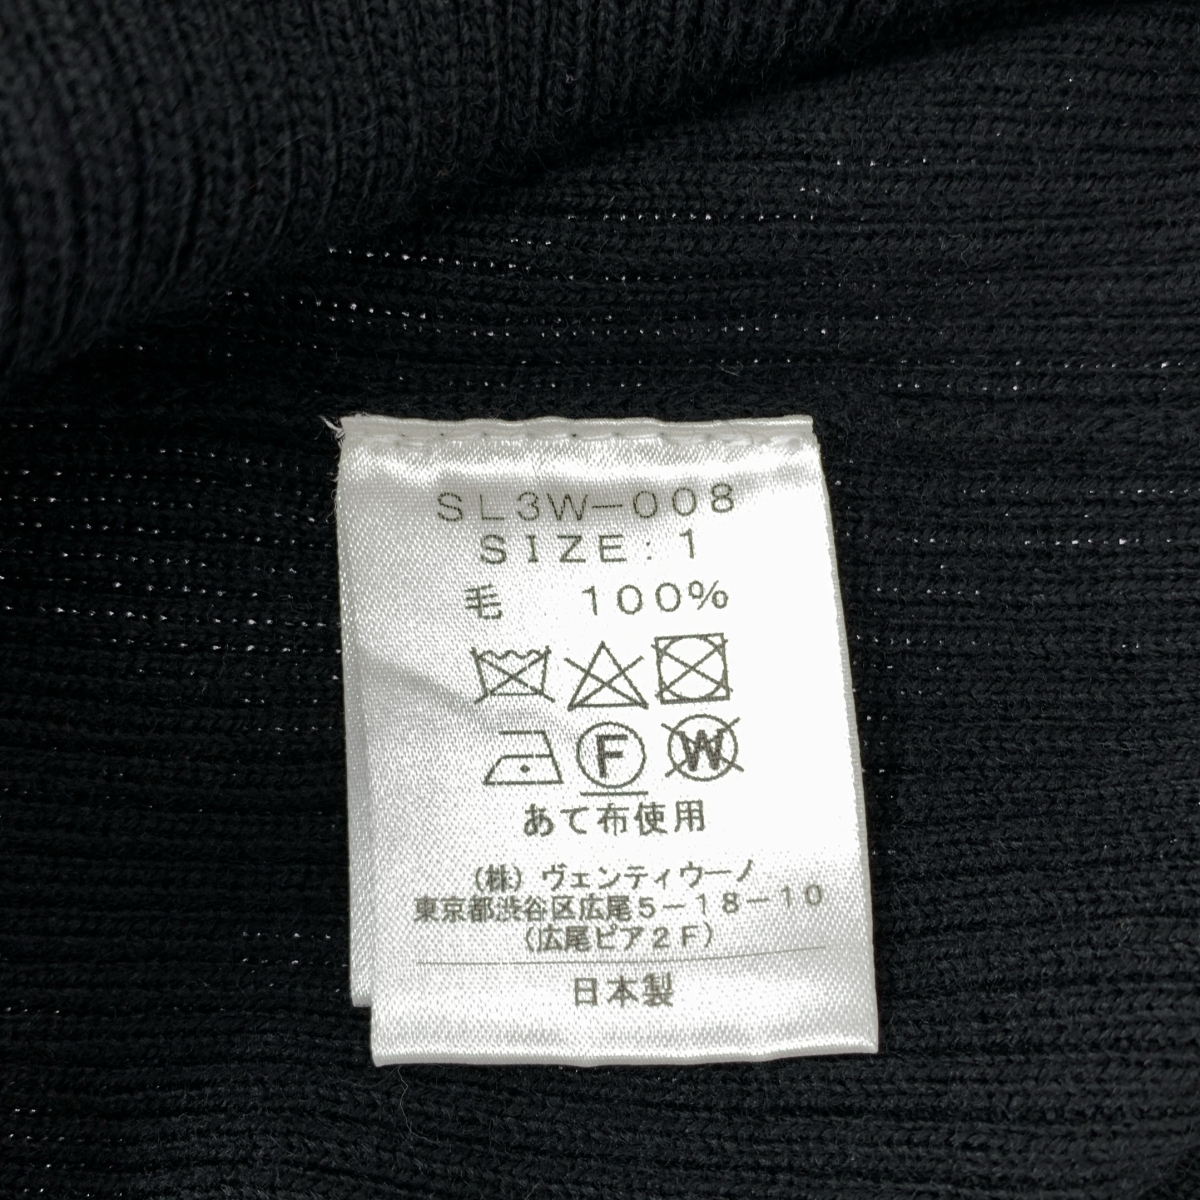 SL3W-008
SIZE:1
毛 100%
F W
あて布使用
(株)ヴェンティウーノ
東京都渋谷区広尾5-18-10
(広尾ピア2F)
日本製